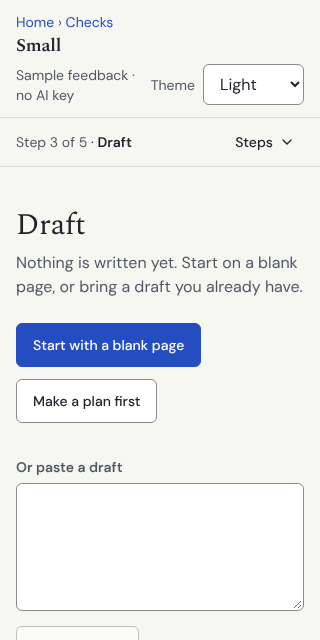 Home › Checks
Small
Sample feedback ·
no AI key
Theme
Light
Step 3 of 5 · Draft
Steps
Draft
Nothing is written yet. Start on a blank
page, or bring a draft you already have.
Start with a blank page
Make a plan first
Or paste a draft